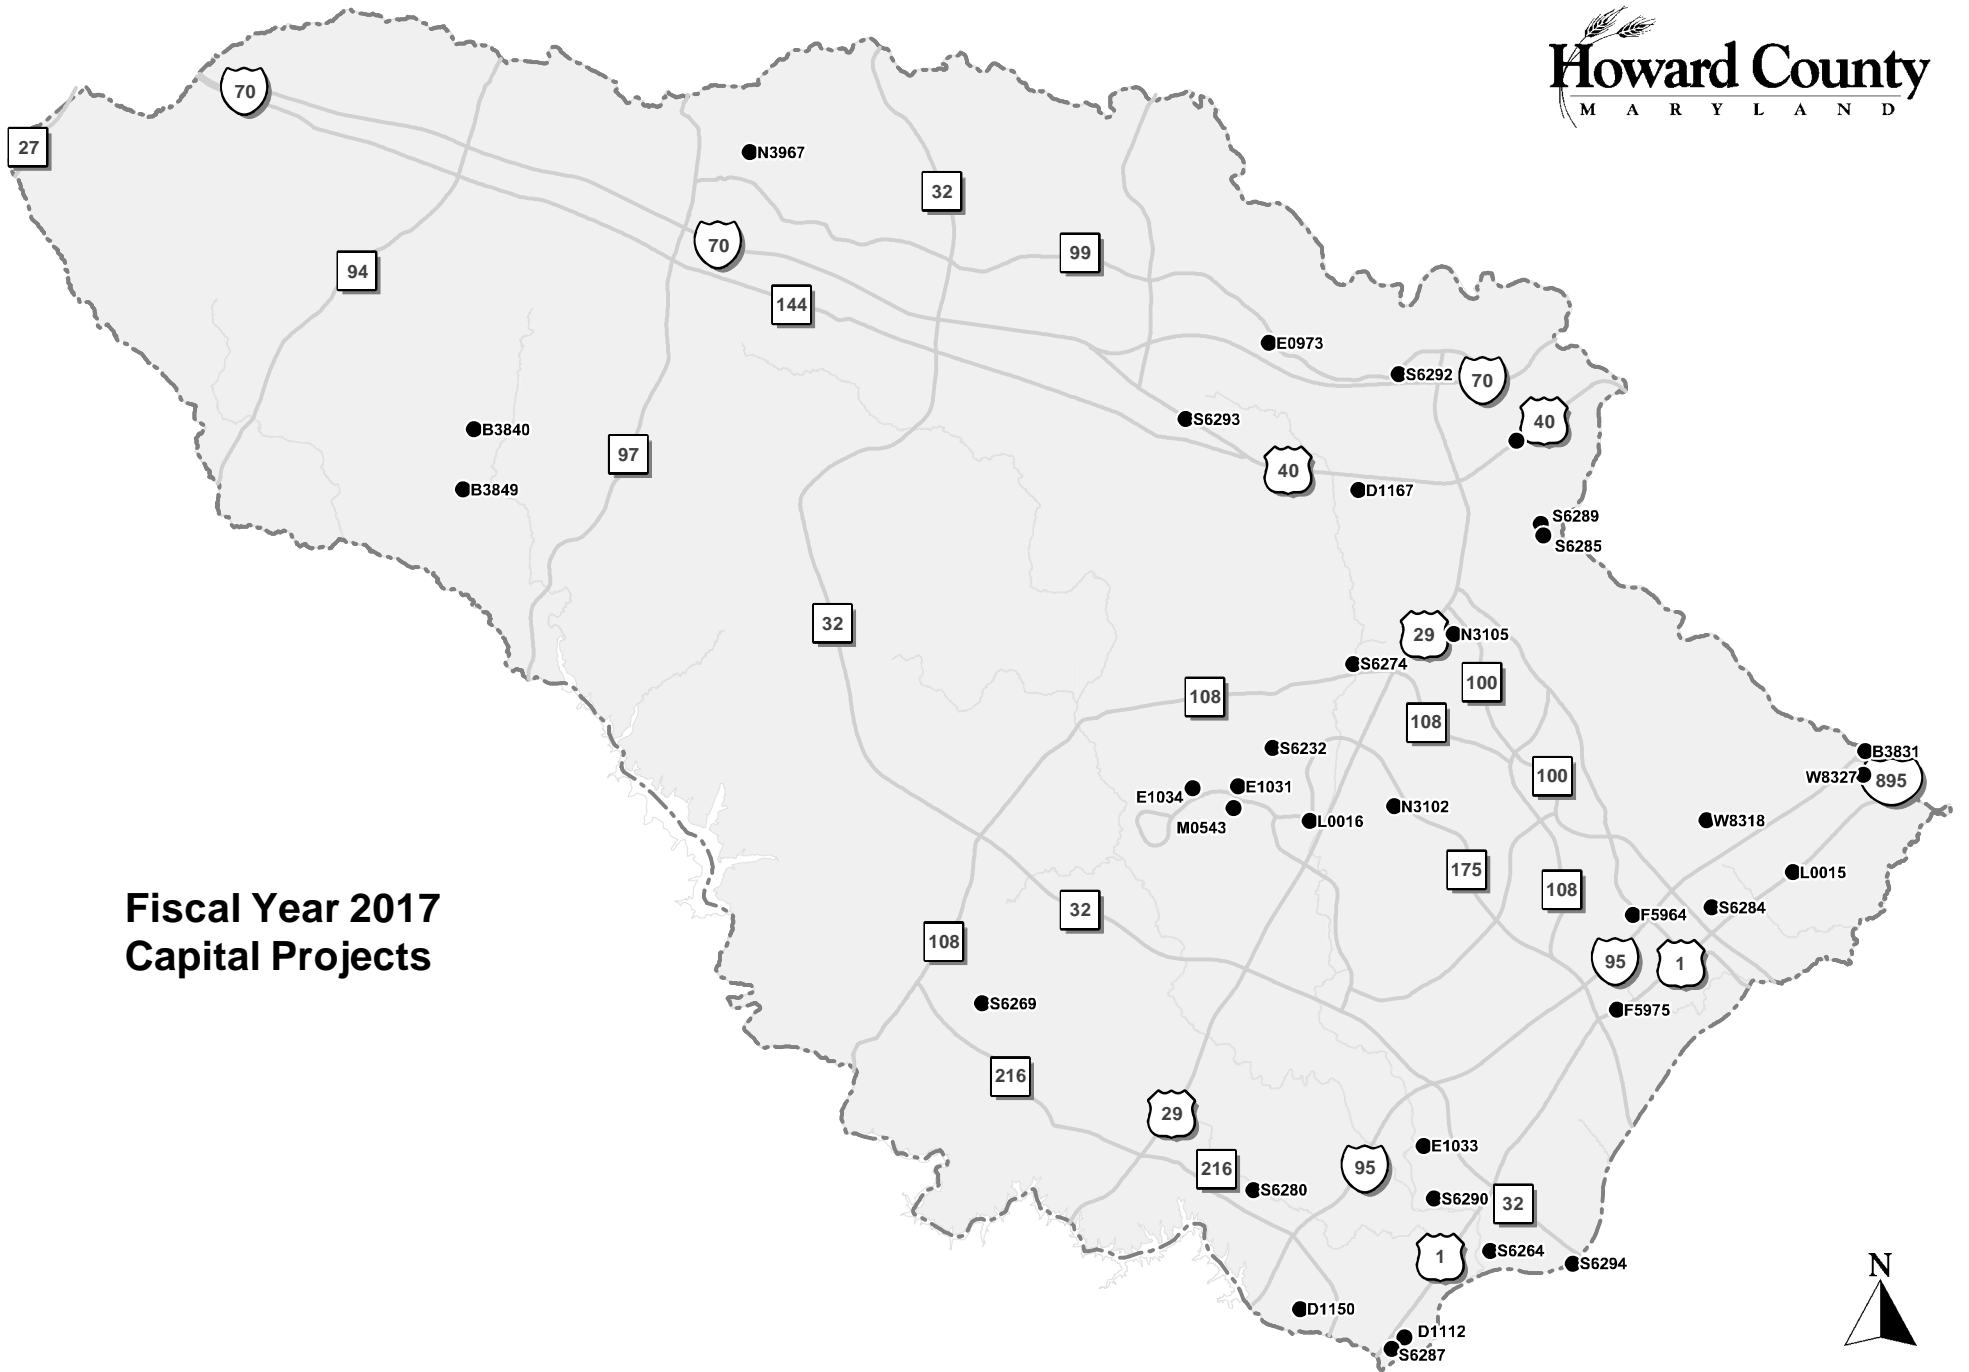 Howard County
MARYLAND
70
27
N3967
32
94
70
99
144
E0973
S6292
70
S6293
40
B3840
97
40
B3849
D1167
S6289
S6285
32
29
N3105
S6274
100
108
108
S6232
B3831
100
W8327
895
E1034
E1031
N3102
M0543
L0016
W8318
175
L0015
108
Fiscal Year 2017
Capital Projects
32
F5964
S6284
108
95
1
S6269
F5975
216
29
E1033
216
95
S6280
S6290
32
1
S6264
S6294
N
D1150
D1112
S6287